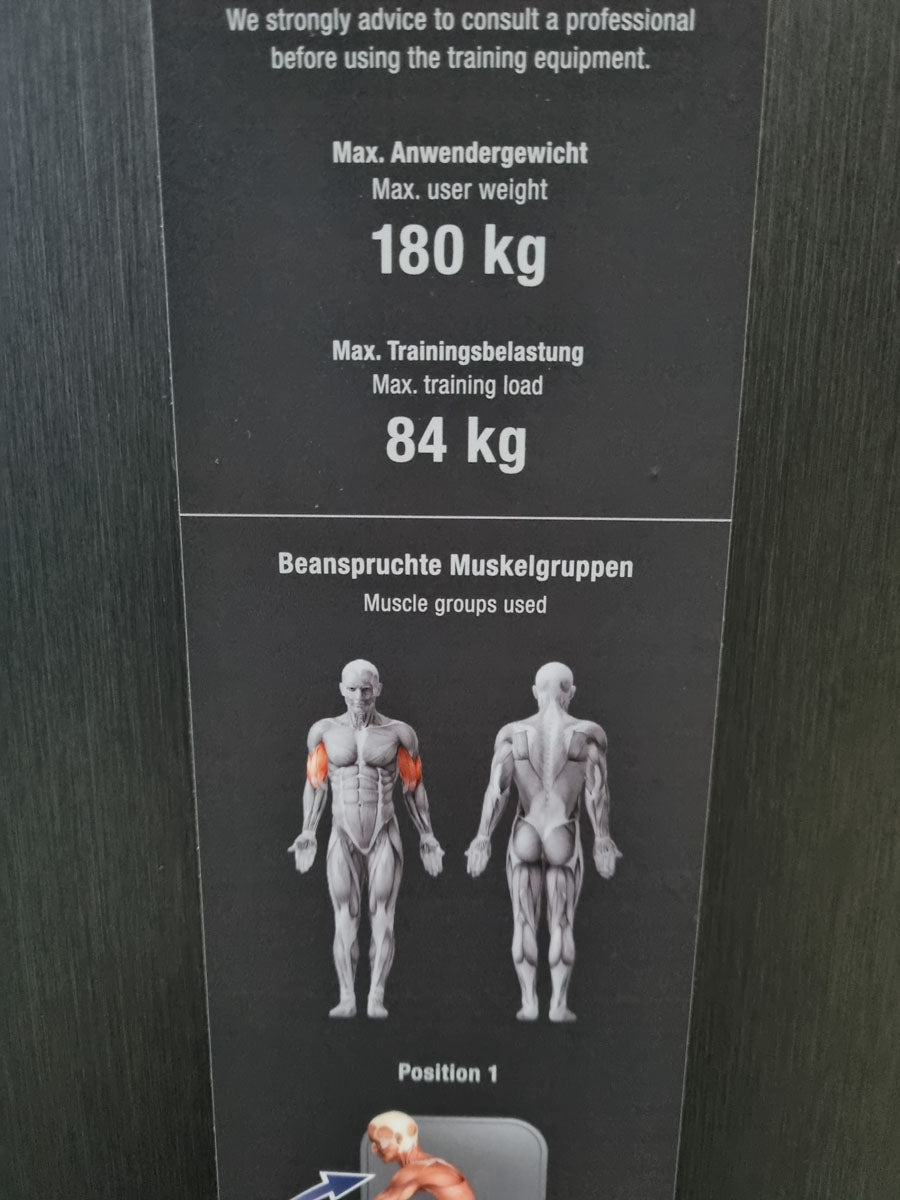 We strongly advice to consult a professional
before using the training equipment.
Max. Anwendergewicht
Max. user weight
180 kg
Max. Trainingsbelastung
Max. training load
84 kg
Beanspruchte Muskelgruppen
Muscle groups used
Position 1